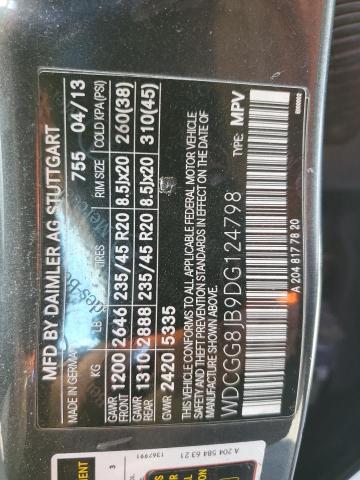 MFD BY DAIMLER AG STUTTGART
MADE IN GERMANY 755 04/13
KG LB RIM SIZE COLD KPA(PSI)
GAWR FRONT 1200 2646 235/45 R20 8.5Jx20 260(38)
GAWR REAR 1310 2888 235/45 R20 8.5Jx20 310(45)
GVWR 2420 5335
THIS VEHICLE CONFORMS TO ALL APPLICABLE FEDERAL MOTOR VEHICLE
SAFETY/THEFT PREVENTION STANDARDS IN EFFECT ON THE DATE OF
MANUFACTURE SHOWN ABOVE.
WDCGG8JB9DG124798 TYPE: MPV
A 204 817 78 20
A 204 584 63 21
1367991
3